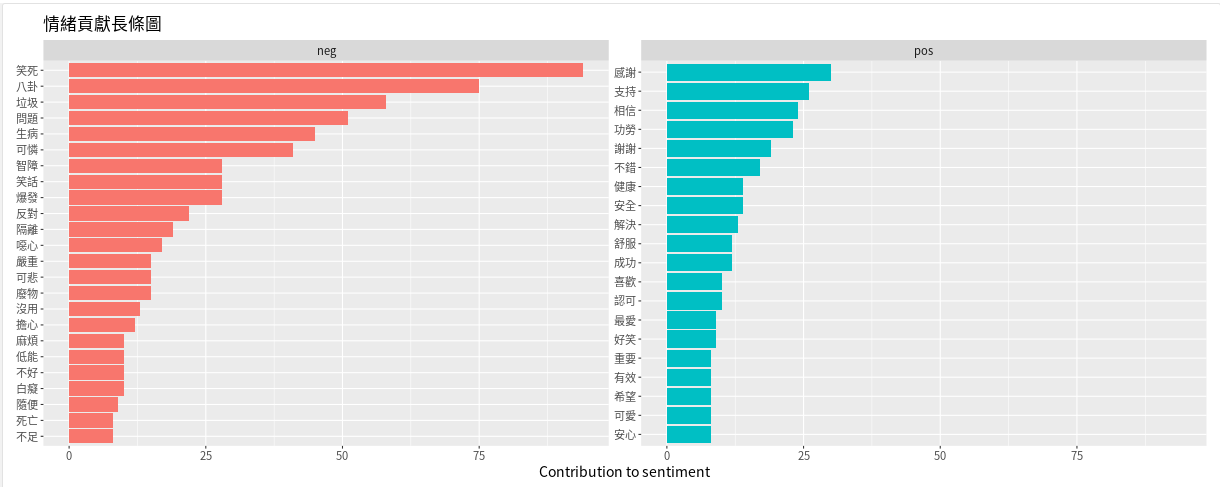 情緒貢獻長條圖
neg
笑死
八卦
垃圾
問題
生病
可憐
智障
笑話
爆發
反對
隔離
噁心
嚴重
可悲
廢物
沒用
擔心
麻煩
低能
不好
白癡
隨便
死亡
不足
0 25 50 75
pos
感謝
支持
相信
功勞
謝謝
不錯
健康
安全
解決
舒服
成功
喜歡
認可
最愛
好笑
重要
有效
希望
可愛
安心
0 25 50 75
Contribution to sentiment